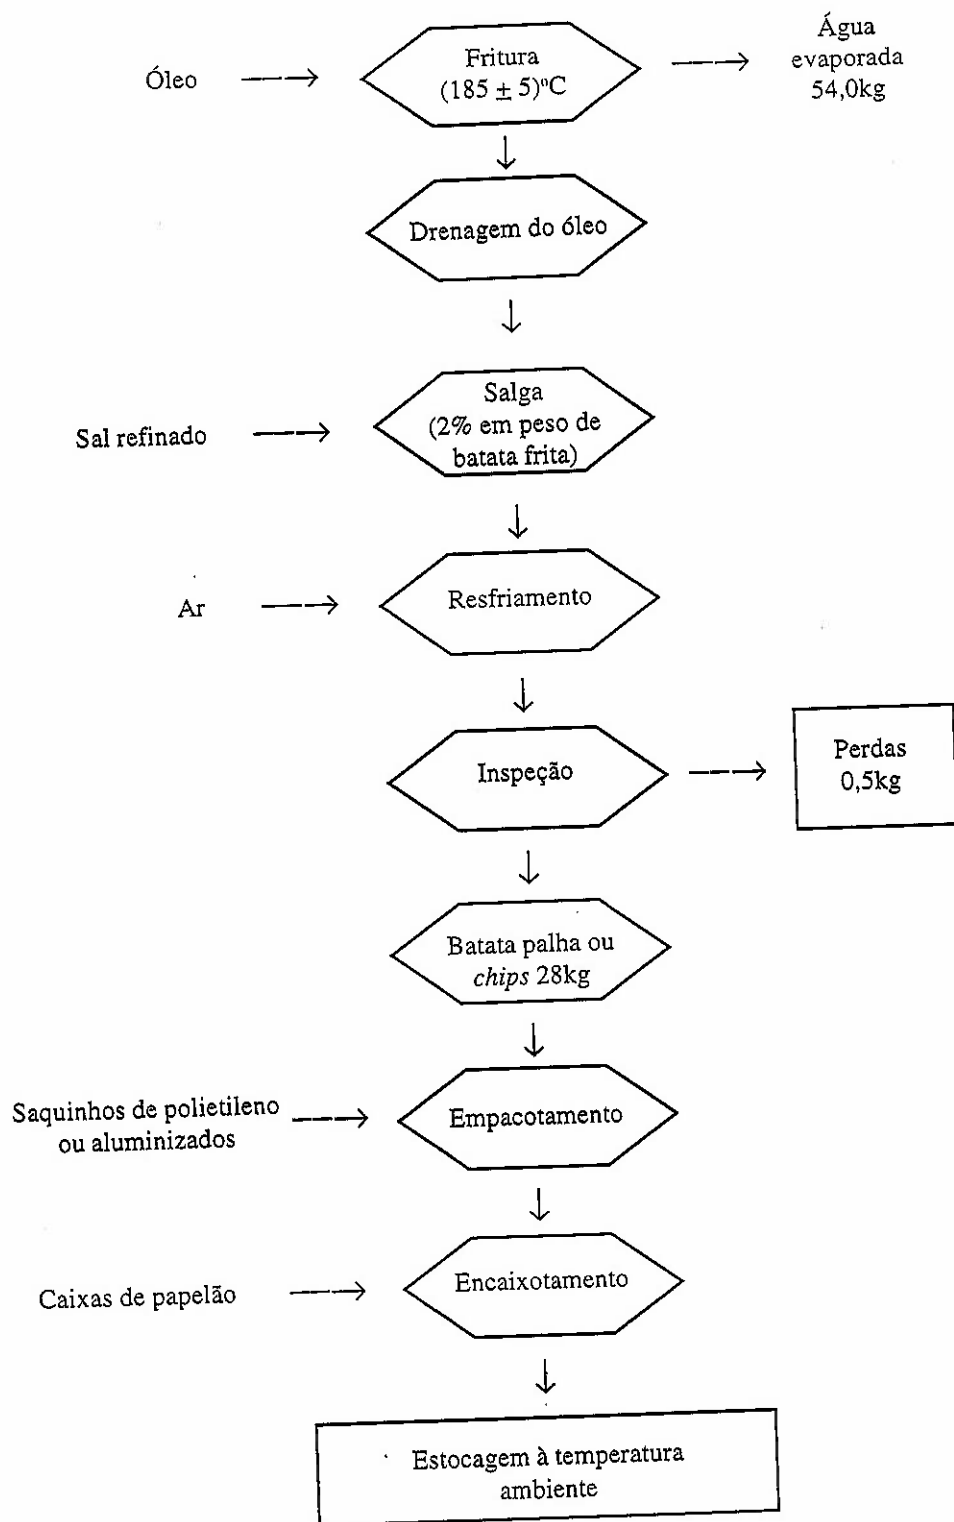 Óleo
Fritura
(185 ± 5)ºC
Água
evaporada
54,0kg
Drenagem do óleo
Sal refinado
Salga
(2% em peso de
batata frita)
Ar
Resfriamento
Inspeção
Perdas
0,5kg
Batata palha ou
chips 28kg
Saquinhos de polietileno
ou aluminizados
Empacotamento
Caixas de papelão
Encaixotamento
Estocagem à temperatura
ambiente